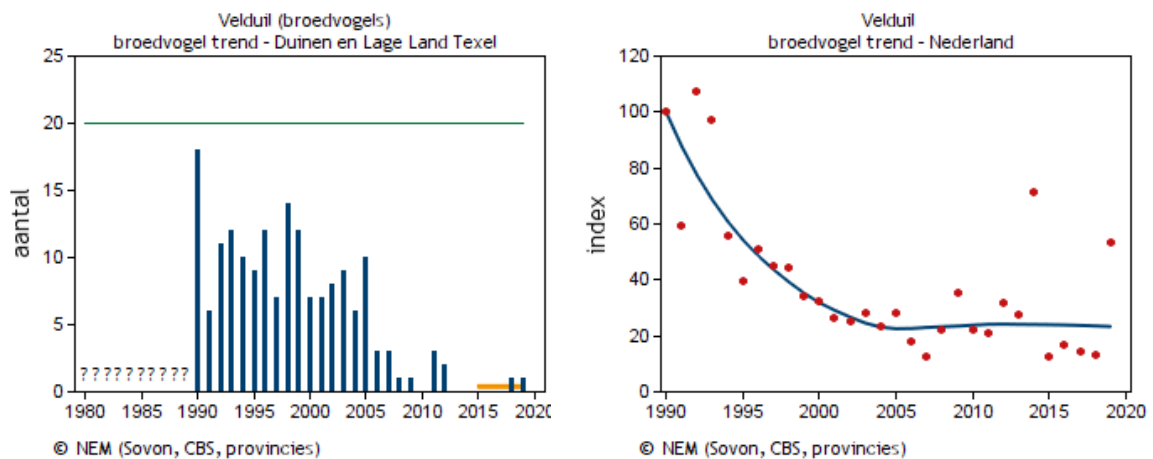 Velduil (broedvogels)
broedvogel trend - Duinen en Lage Land Texel
25
20
15
10
5
0
aantal
??????????
1980 1985 1990 1995 2000 2005 2010 2015 2020
© NEM (Sovon, CBS, provincies)
Velduil
broedvogel trend - Nederland
120
100
80
60
40
20
0
index
1990 1995 2000 2005 2010 2015 2020
© NEM (Sovon, CBS, provincies)